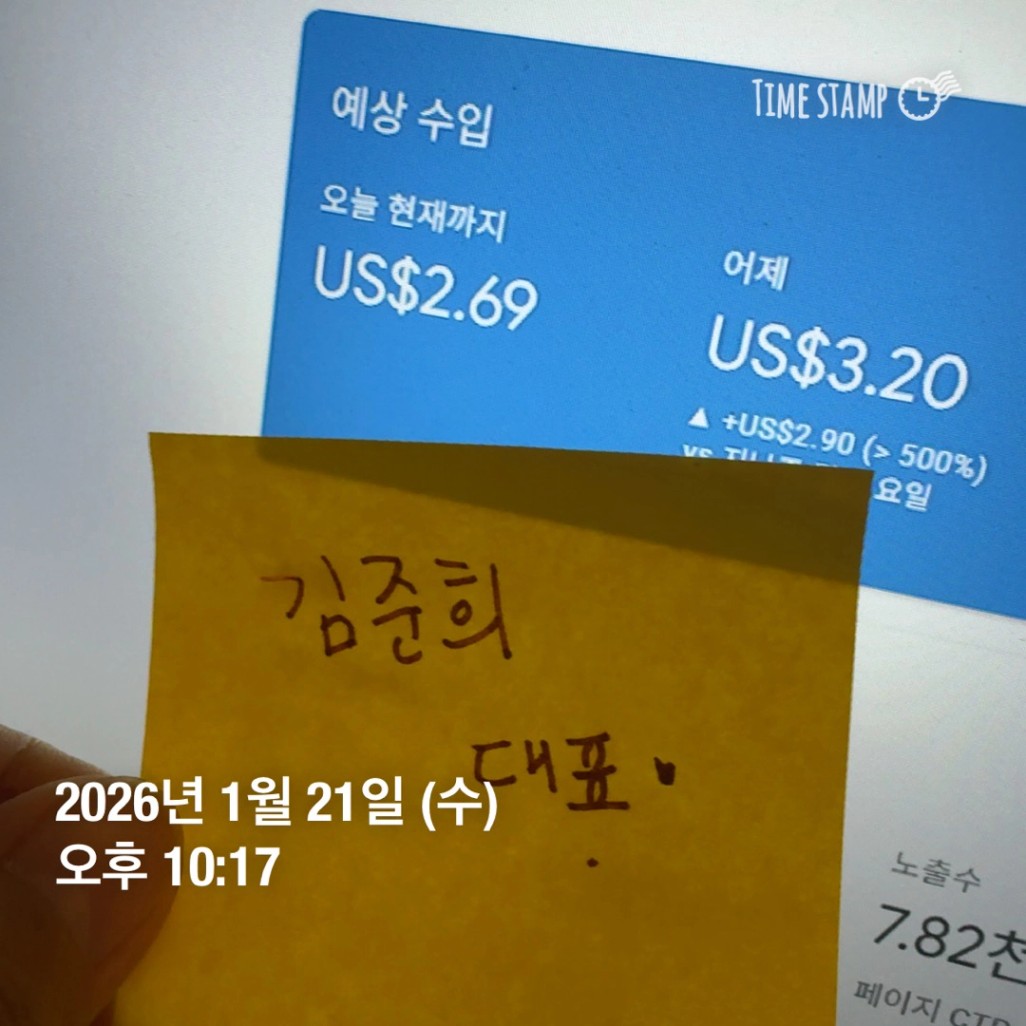 TIME STAMP
예상 수입
오늘 현재까지
US$2.69
어제
US$3.20
▲ +US$2.90 (> 500%)
vs 요일
김준희
대표.
2026년 1월 21일 (수)
오후 10:17
노출수
7.82천
페이지 CTR